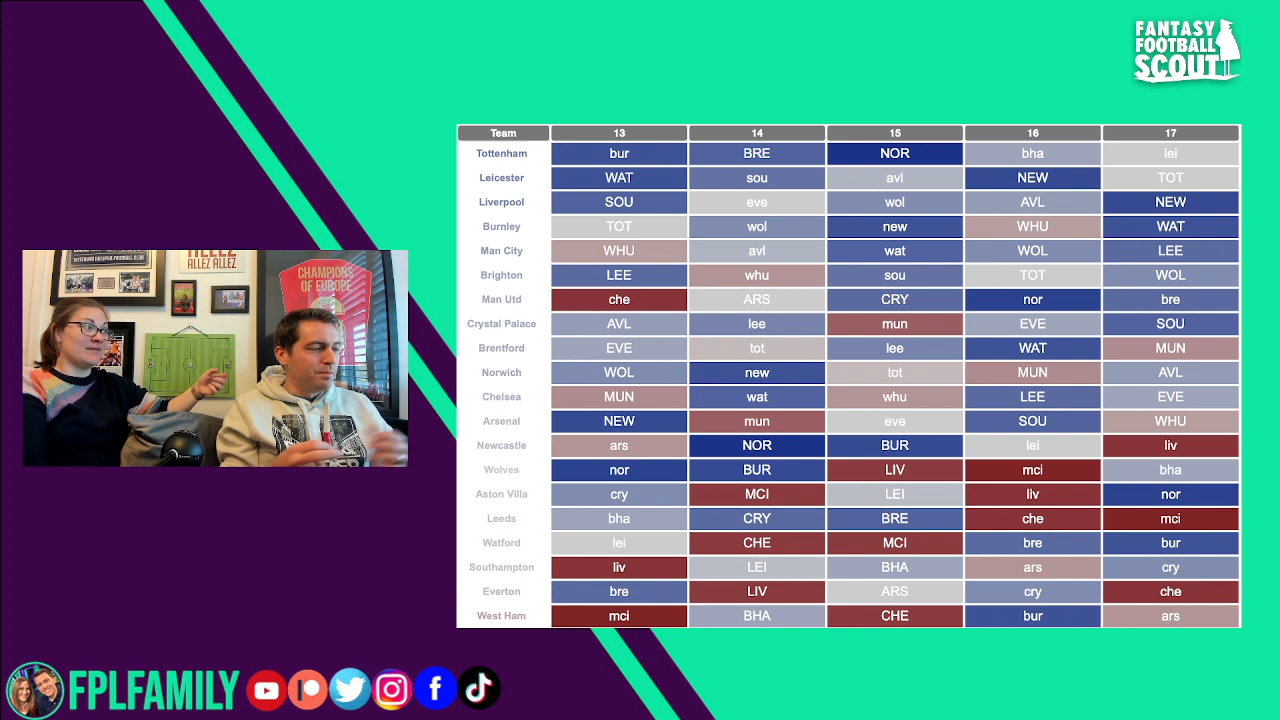 FANTASY
FOOTBALL
SCOUT
Team 13 14 15 16 17
Tottenham bur BRE NOR bha lei
Leicester WAT sou avl NEW TOT
Liverpool SOU eve wol AVL NEW
Burnley TOT wol new WHU WAT
Man City WHU avl wat WOL LEE
Brighton LEE whu sou TOT WOL
Man Utd che ARS CRY nor bre
Crystal Palace AVL lee mun EVE SOU
Brentford EVE tot lee WAT MUN
Norwich WOL new tot MUN AVL
Chelsea MUN wat whu LEE EVE
Arsenal NEW mun eve SOU WHU
Newcastle ars NOR BUR lei liv
Wolves nor BUR LIV mci bha
Aston Villa cry MCI LEI liv nor
Leeds bha CRY BRE che mci
Watford lei CHE MCI bre bur
Southampton liv LEI BHA ars cry
Everton bre LIV ARS cry che
West Ham mci BHA CHE bur ars
TOTTENHAM HOTSPUR FOOTBALL CLUB
ALLEZ ALLEZ
CHAMPIONS
OF EUROPE
FPLFAMILY